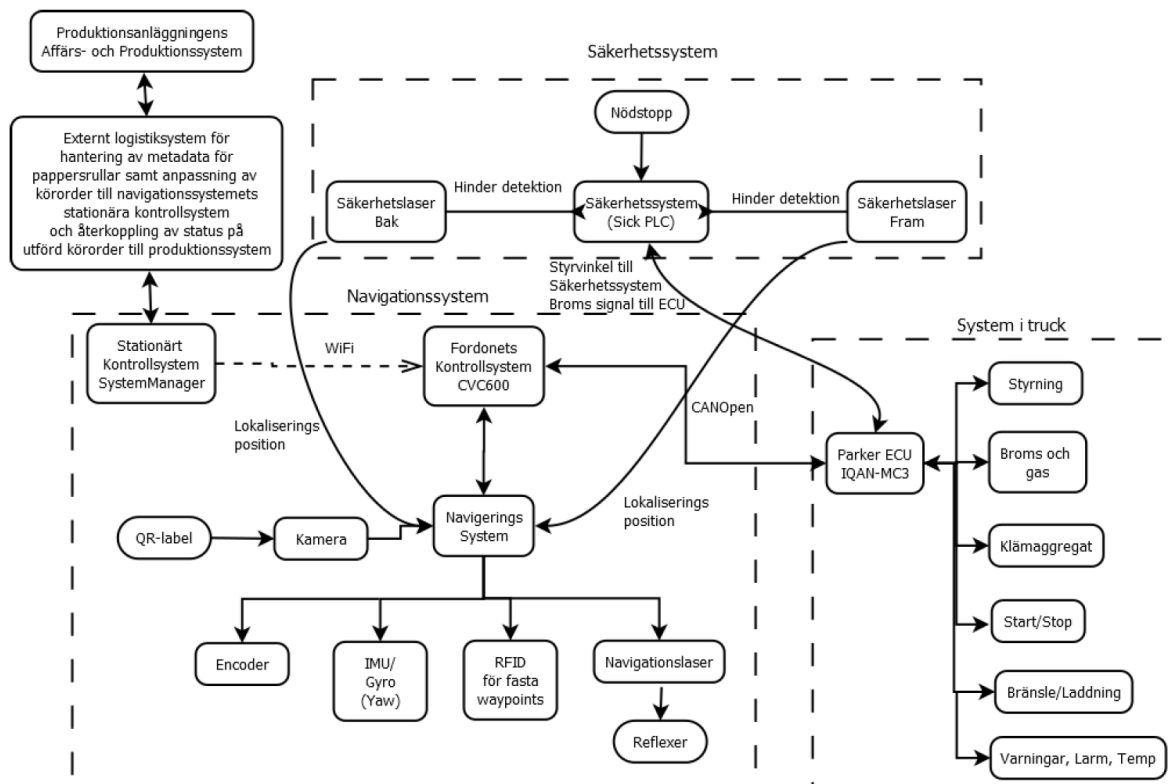 Produktionsanläggningens
Affärs- och Produktionssystem
Externt logistiksystem för
hantering av metadata för
pappersrullar samt anpassning av
körorder till navigationssystemets
stationära kontrollsystem
och återkoppling av status på
utförd körorder till produktionssystem
Säkerhetssystem
Nödstopp
Säkerhetslaser
Bak
Hinder detektion
Säkerhetssystem
(Sick PLC)
Hinder detektion
Säkerhetslaser
Fram
Styrvinkel till
Säkerhetssystem
Broms signal till ECU
Navigationssystem
Stationärt
Kontrollsystem
SystemManager
WiFi
Fordonets
Kontrollsystem
CVC600
CANOpen
Lokaliserings
position
Lokaliserings
position
QR-label
Kamera
Navigerings
System
Encoder
IMU/
Gyro
(Yaw)
RFID
för fasta
waypoints
Navigationslaser
Reflexer
System i truck
Parker ECU
IQAN-MC3
Styrning
Broms och
gas
Klämaggregat
Start/Stop
Bränsle/Laddning
Varningar, Larm, Temp